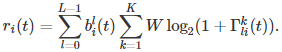 $$r_i(t) = \sum_{l=0}^{L-1} b_i^l(t) \sum_{k=1}^{K} W \log_2(1 + \Gamma_{li}^k(t)).$$